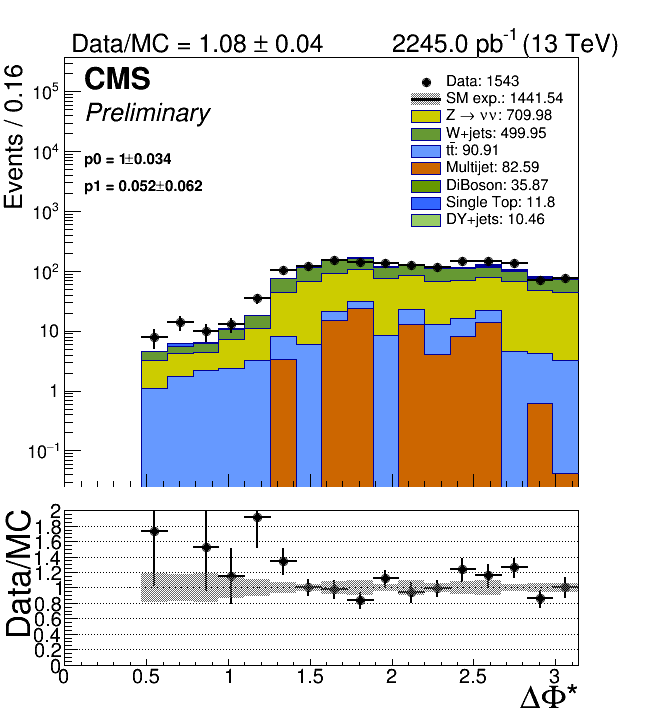 Data/MC = 1.08 ± 0.04
2245.0 pb⁻¹ (13 TeV)
CMS
Preliminary
p0 = 1±0.034
p1 = 0.052±0.062
Data: 1543
SM exp.: 1441.54
Z → νν: 709.98
W+jets: 499.95
tt̄: 90.91
Multijet: 82.59
DiBoson: 35.87
Single Top: 11.8
DY+jets: 10.46
Events / 0.16
10⁵
10⁴
10³
10²
10
1
10⁻¹
Data/MC
2
1.8
1.6
1.4
1.2
1
0.8
0.6
0.4
0.2
0
0 0.5 1 1.5 2 2.5 3
ΔΦ*